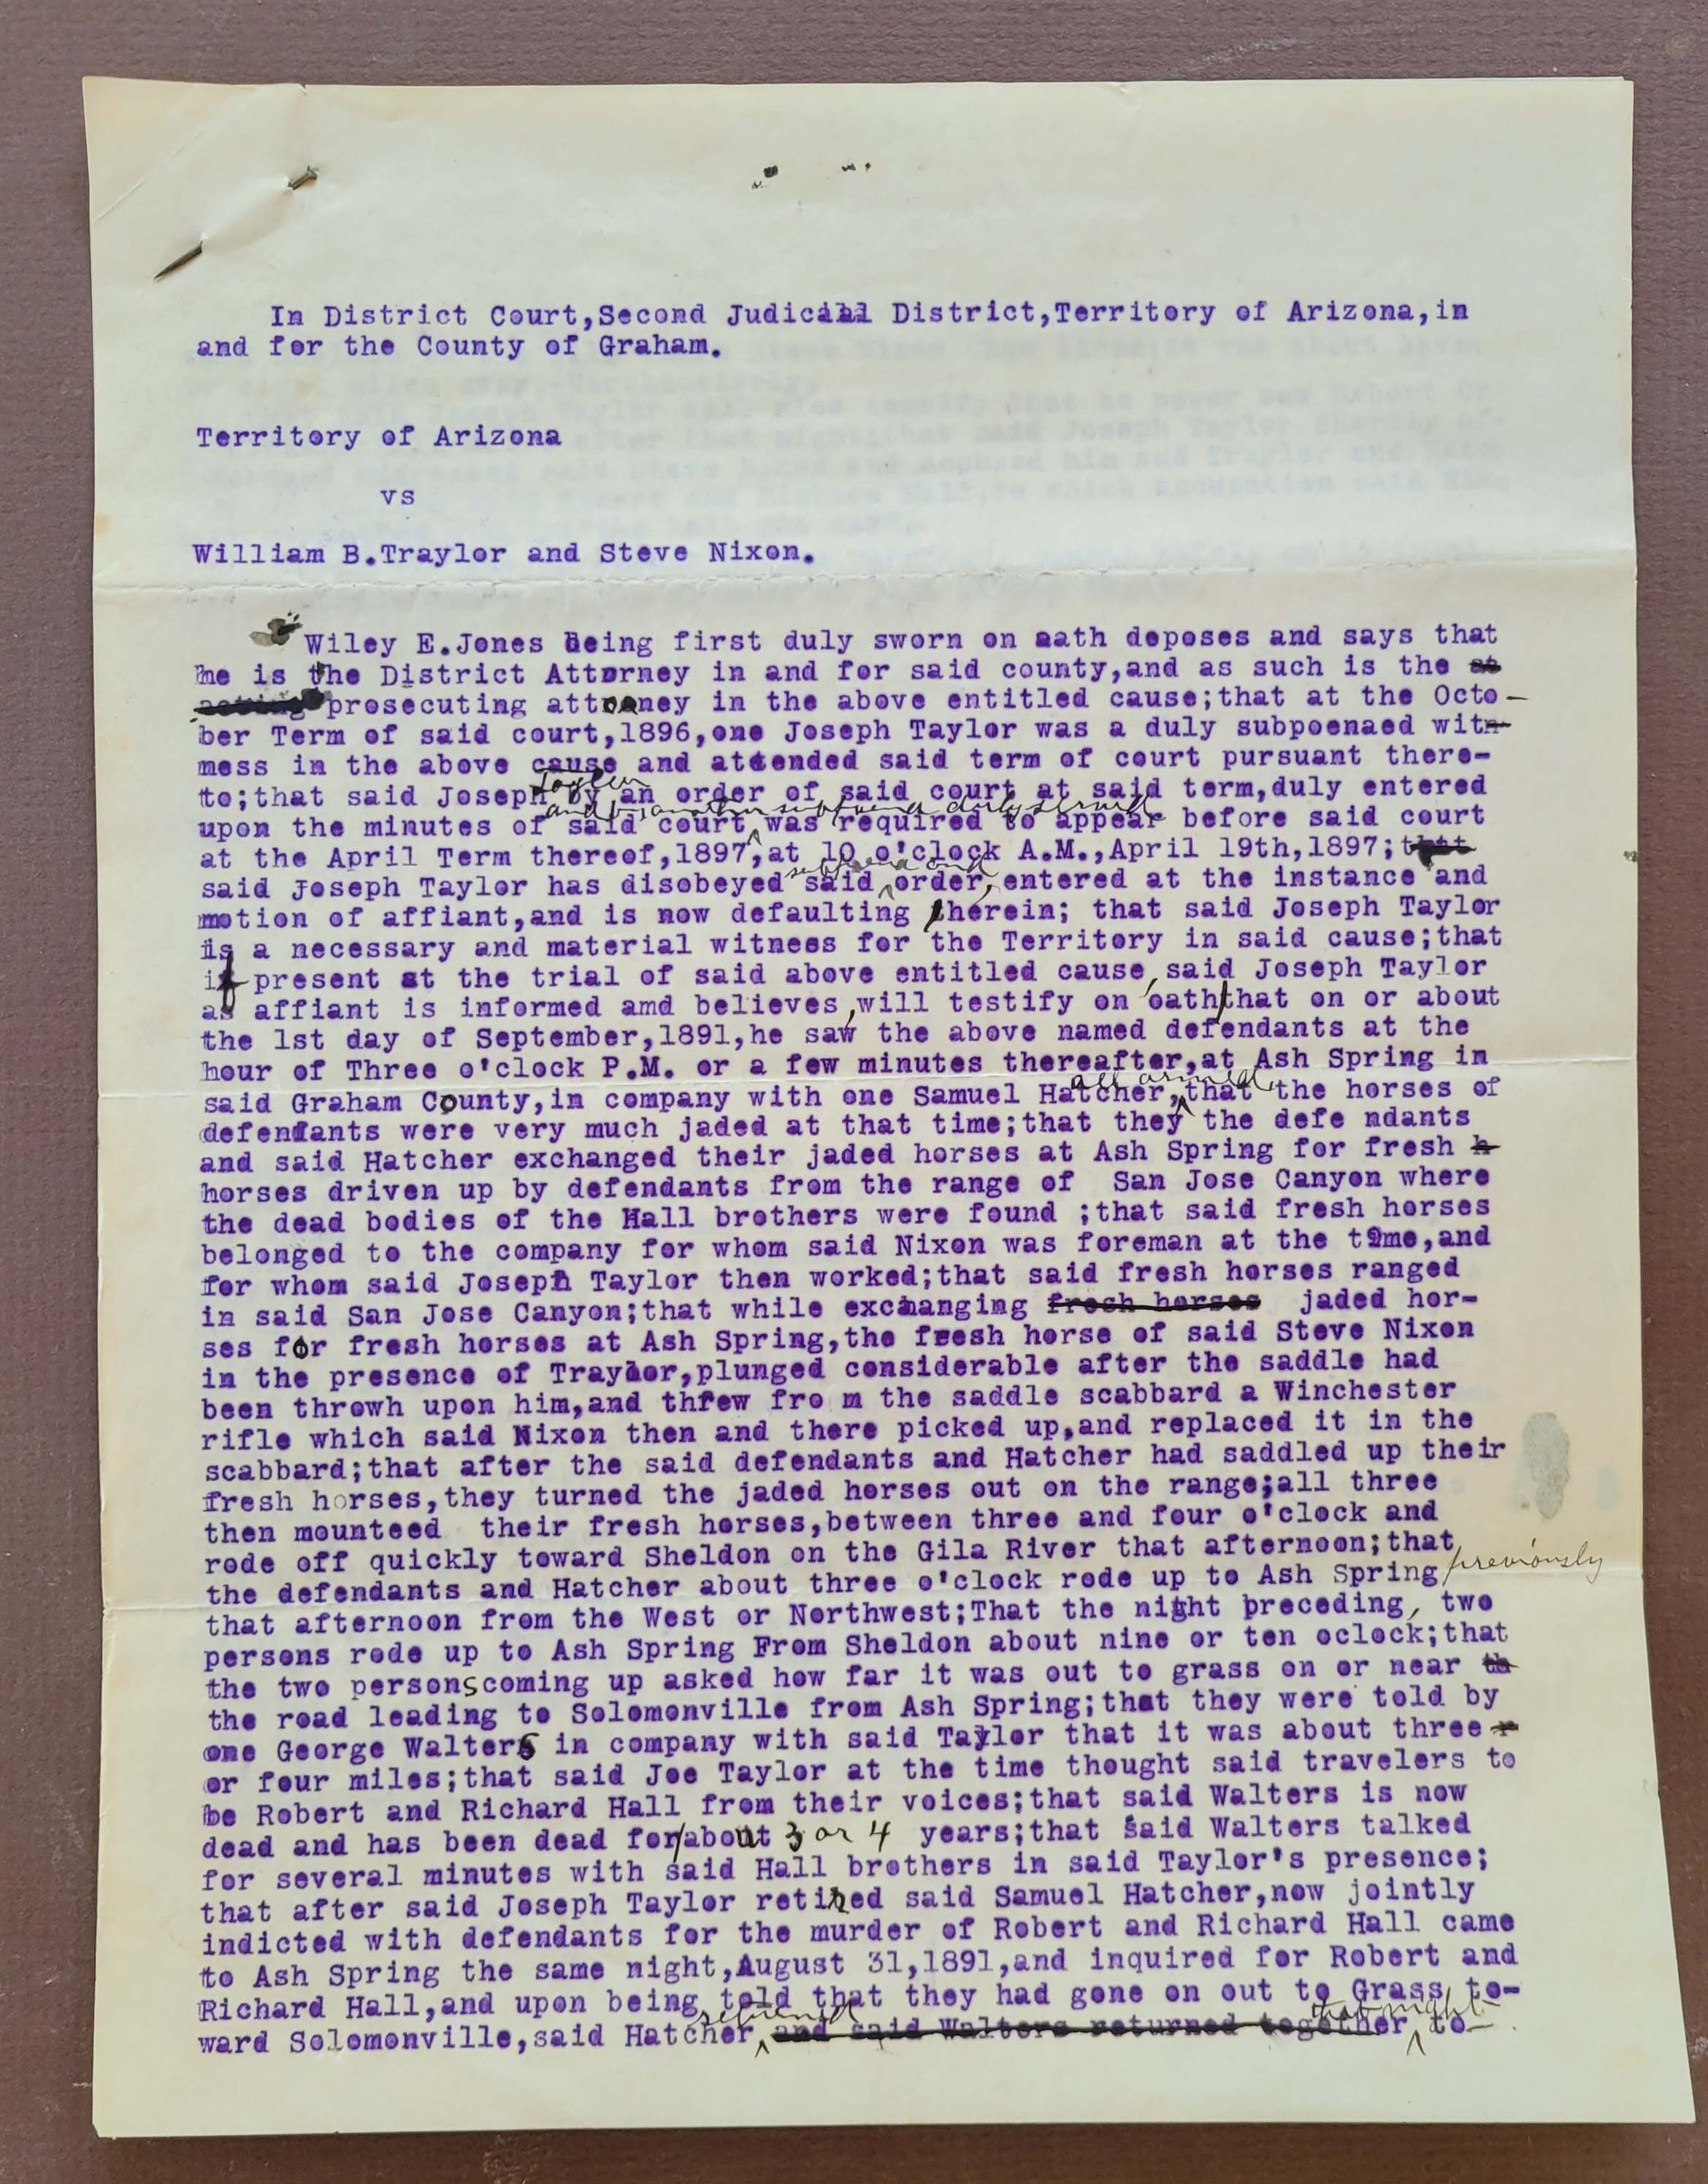 In District Court,Second Judicial District,Territory of Arizona,in
and for the County of Graham.
Territory of Arizona
vs
William B.Traylor and Steve Nixon.
Wiley E.Jones being first duly sworn on oath deposes and says that
he is the District Attorney in and for said county,and as such is the at
acting prosecuting attorney in the above entitled cause;that at the Octo-
ber Term of said court,1896,one Joseph Taylor was a duly subpoenaed wit-
mess in the above cause and attended said term of court pursuant there-
Taylor
to;that said Joseph by an order of said court at said term,duly entered
and by another subpoena duly served
upon the minutes of said court was required to appear before said court
at the April Term thereof,1897,at 10 o'clock A.M.,April 19th,1897;that
subpoena and
said Joseph Taylor has disobeyed said order, entered at the instance and
motion of affiant,and is now defaulting therein; that said Joseph Taylor
is a necessary and material witness for the Territory in said cause;that
if present at the trial of said above entitled cause, said Joseph Taylor
as affiant is informed amd believes,will testify on oath that on or about
the 1st day of September,1891,he saw the above named defendants at the
hour of Three o'clock P.M. or a few minutes thereafter,at Ash Spring in
all armed,
said Graham County,in company with one Samuel Hatcher,that the horses of
defendants were very much jaded at that time;that they the defe ndants
and said Hatcher exchanged their jaded horses at Ash Spring for fresh h
horses driven up by defendants from the range of San Jose Canyon where
the dead bodies of the Hall brothers were found ;that said fresh horses
belonged to the company for whom said Nixon was foreman at the time,and
for whom said Joseph Taylor then worked;that said fresh horses ranged
in said San Jose Canyon;that while exchanging fresh horses jaded hor-
ses for fresh horses at Ash Spring,the fresh horse of said Steve Nixon
in the presence of Traylor,plunged considerable after the saddle had
been throwh upon him,and threw fro m the saddle scabbard a Winchester
rifle which said Nixon then and there picked up,and replaced it in the
scabbard;that after the said defendants and Hatcher had saddled up their
fresh horses,they turned the jaded horses out on the range;all three
then mounteed their fresh horses,between three and four o'clock and
rode off quickly toward Sheldon on the Gila River that afternoon;that
the defendants and Hatcher about three o'clock rode up to Ash Spring previously
that afternoon from the West or Northwest;That the night preceding, two
persons rode up to Ash Spring From Sheldon about nine or ten oclock;that
the two persons coming up asked how far it was out to grass on or near th
the road leading to Solomonville from Ash Spring;that they were told by
one George Walters in company with said Taylor that it was about three r
or four miles;that said Joe Taylor at the time thought said travelers to
be Robert and Richard Hall from their voices;that said Walters is now
dead and has been dead for/about 3 or 4 years;that said Walters talked
for several minutes with said Hall brothers in said Taylor's presence;
that after said Joseph Taylor retired said Samuel Hatcher,now jointly
indicted with defendants for the murder of Robert and Richard Hall came
to Ash Spring the same night,August 31,1891,and inquired for Robert and
Richard Hall,and upon being told that they had gone on out to Grass to-
returned that night
ward Solomonville,said Hatcher and said Walters returned together to